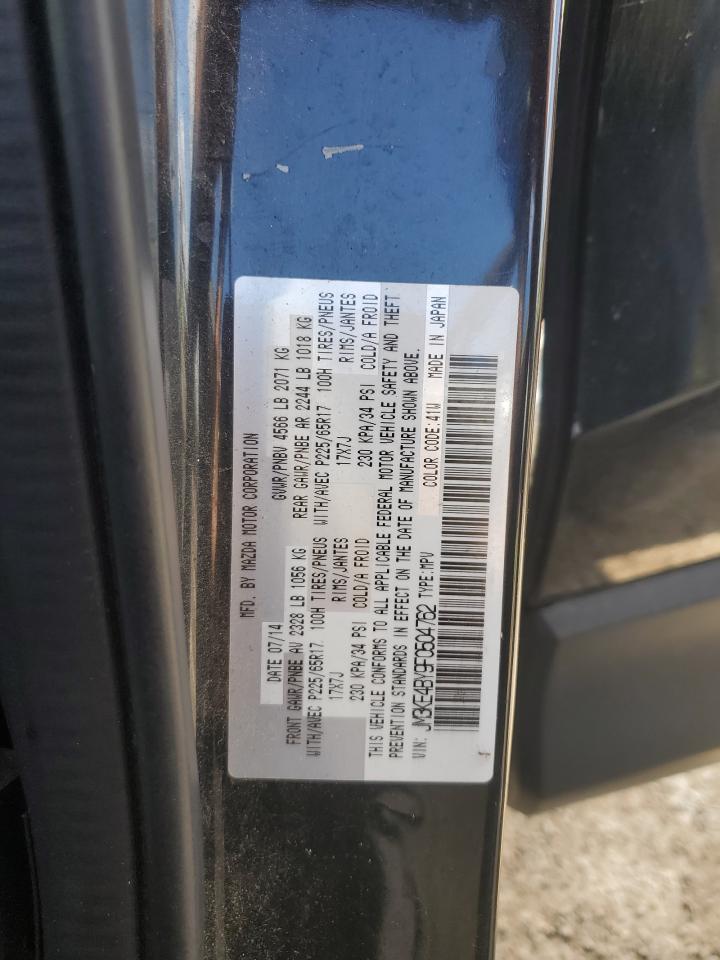 MFD. BY MAZDA MOTOR CORPORATION
DATE 07/14 GVWR/PNBV 4566 LB 2071 KG
FRONT GAWR/PNBE AV 2328 LB 1056 KG REAR GAWR/PNBE AR 2244 LB 1018 KG
WITH/AVEC P225/65R17 100H TIRES/PNEUS WITH/AVEC P225/65R17 100H TIRES/PNEUS
17X7J RIMS/JANTES 17X7J RIMS/JANTES
230 KPA/34 PSI COLD/A FROID 230 KPA/34 PSI COLD/A FROID
THIS VEHICLE CONFORMS TO ALL APPLICABLE FEDERAL MOTOR VEHICLE SAFETY AND THEFT
PREVENTION STANDARDS IN EFFECT ON THE DATE OF MANUFACTURE SHOWN ABOVE.
VIN: JM3KE4BY9F0504762 TYPE:MPV COLOR CODE:41W MADE IN JAPAN